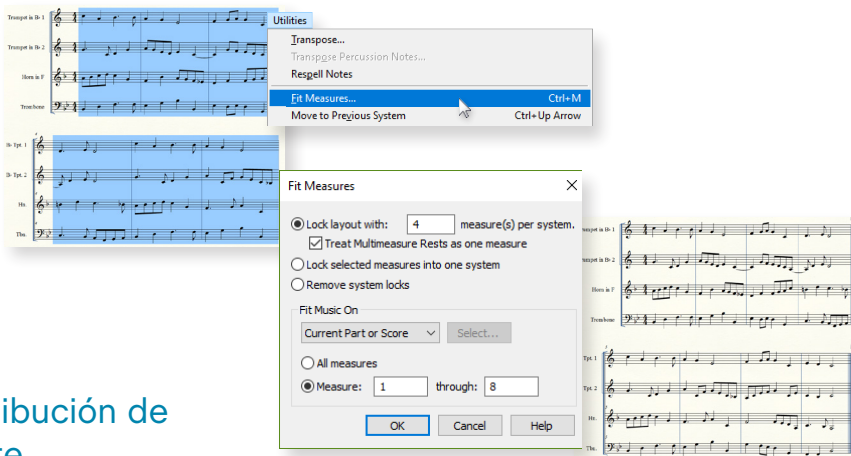 Trumpet in B♭ 1
Trumpet in B♭ 2
Horn in F
Trombone
B♭ Tpt. 1
B♭ Tpt. 2
Hn.
Tbn.
Utilities
Transpose...
Transpose Percussion Notes...
Respell Notes
Fit Measures... Ctrl+M
Move to Previous System Ctrl+Up Arrow
Fit Measures
Lock layout with: 4 measure(s) per system.
Treat Multimeasure Rests as one measure
Lock selected measures into one system
Remove system locks
Fit Music On
Current Part or Score Select...
All measures
Measure: 1 through: 8
OK Cancel Help
umpet in B♭ 1
umpet in B♭ 2
Horn in F
Trombone
Tpt. 1
Tpt. 2
Hn.
Tbn.
ibución de